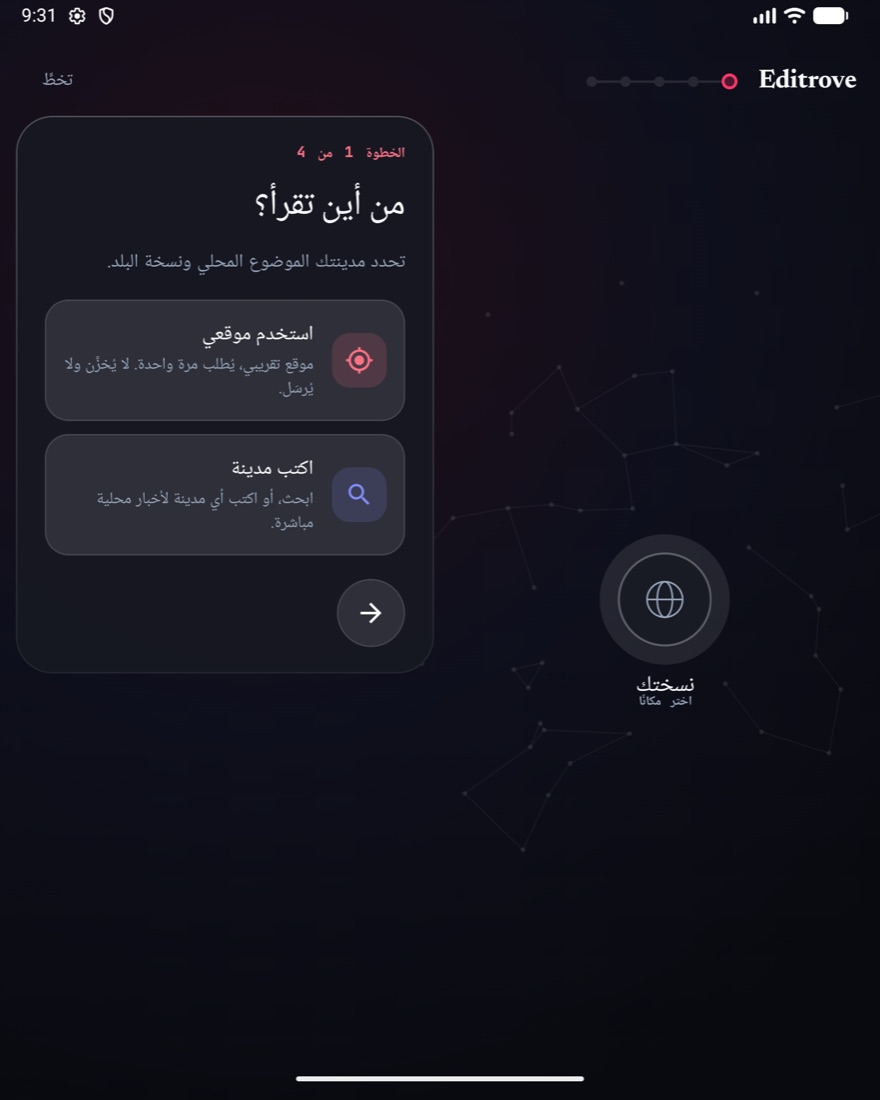 9:31
Editrove
تخطَّ
الخطوة 1 من 4
من أين تقرأ؟
تحدد مدينتك الموضوع المحلي ونسخة البلد.
استخدم موقعي
موقع تقريبي، يُطلب مرة واحدة. لا يُخزَّن ولا
يُرسَل.
اكتب مدينة
ابحث، أو اكتب أي مدينة لأخبار محلية
مباشرة.
نسختك
اختر مكانًا